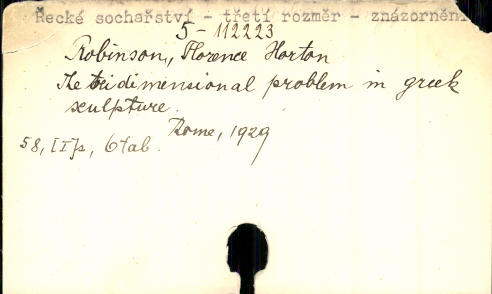 Řecké sochařství - třetí rozměr - znázornění
5-112223
Robinson, Florence Horton
The tridimensional problem in greek
sculpture.
Rome, 1929
58, [I]s, 6 tab.